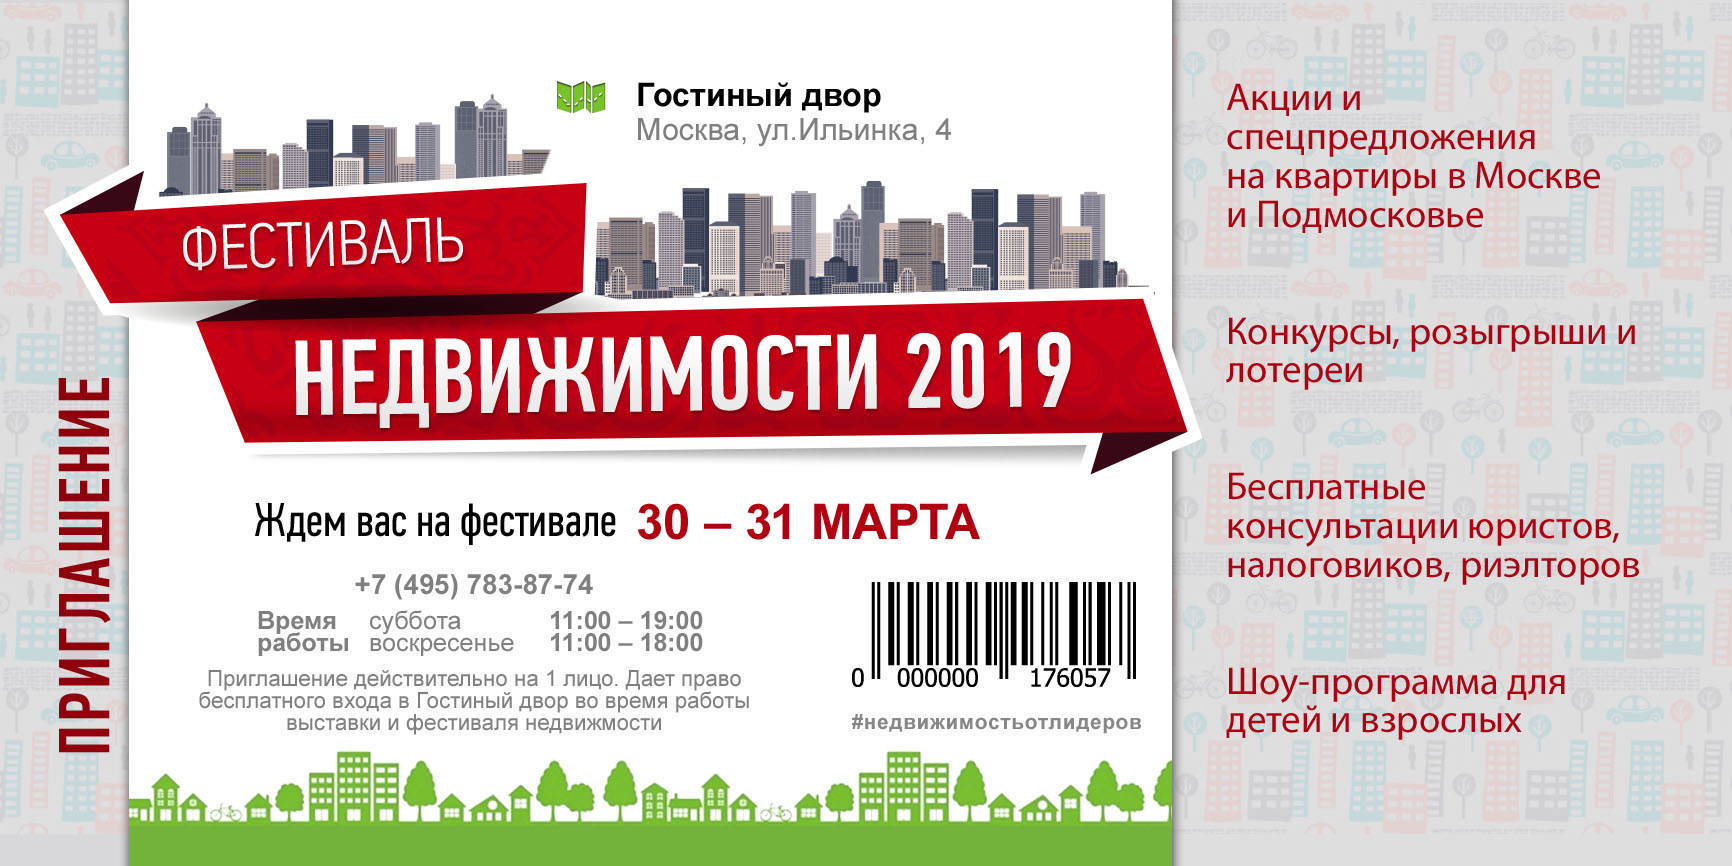 ПРИГЛАШЕНИЕ
Гостиный двор
Москва, ул.Ильинка, 4
ФЕСТИВАЛЬ
НЕДВИЖИМОСТИ 2019
Ждем вас на фестивале 30 – 31 МАРТА
+7 (495) 783-87-74
Время суббота 11:00 – 19:00
работы воскресенье 11:00 – 18:00
Приглашение действительно на 1 лицо. Дает право
бесплатного входа в Гостиный двор во время работы
выставки и фестиваля недвижмости
0 000000 176057
#недвижимостьотлидеров
Акции и
спецпредложения
на квартиры в Москве
и Подмосковье
Конкурсы, розыгрыши и
лотереи
Бесплатные
консультации юристов,
налоговиков, риэлторов
Шоу-программа для
детей и взрослых